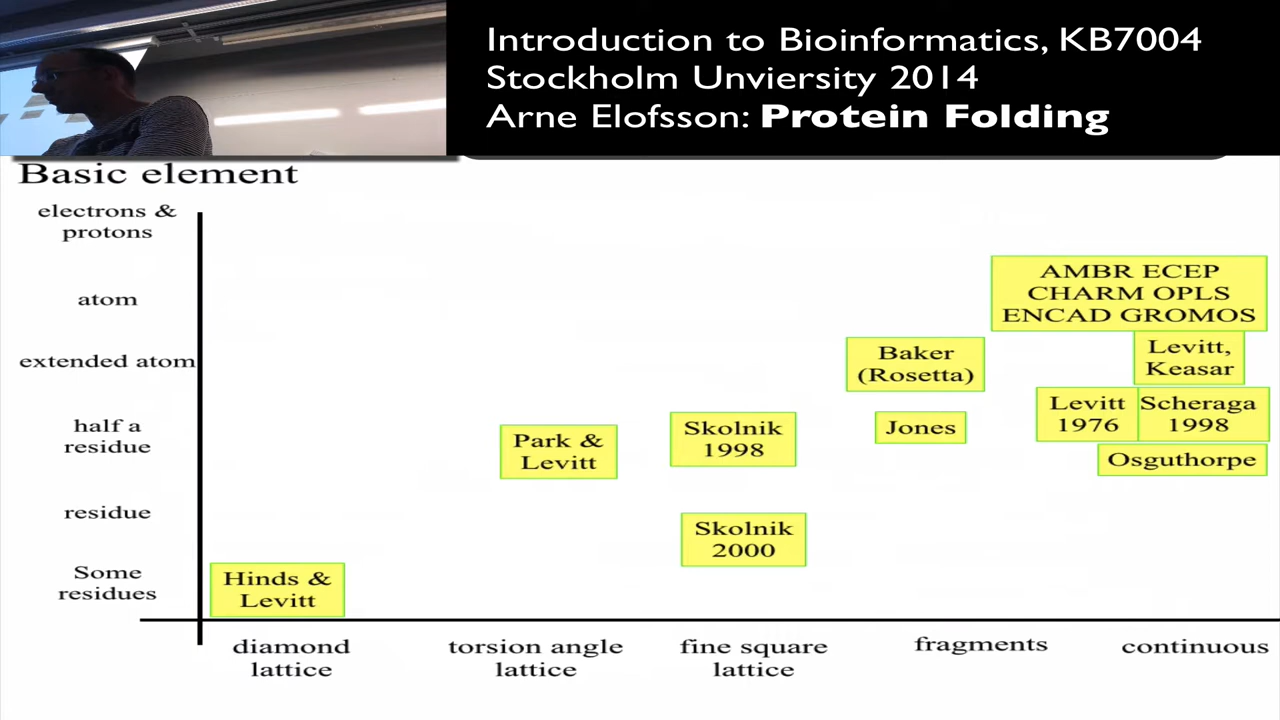 Introduction to Bioinformatics, KB7004
Stockholm Unviersity 2014
Arne Elofsson: Protein Folding
Basic element
electrons &
protons
atom
extended atom
half a
residue
residue
Some
residues
AMBR ECEP
CHARM OPLS
ENCAD GROMOS
Baker
(Rosetta)
Levitt,
Keasar
Levitt
1976
Scheraga
1998
Jones
Skolnik
1998
Park &
Levitt
Osguthorpe
Skolnik
2000
Hinds &
Levitt
diamond
lattice
torsion angle
lattice
fine square
lattice
fragments
continuous